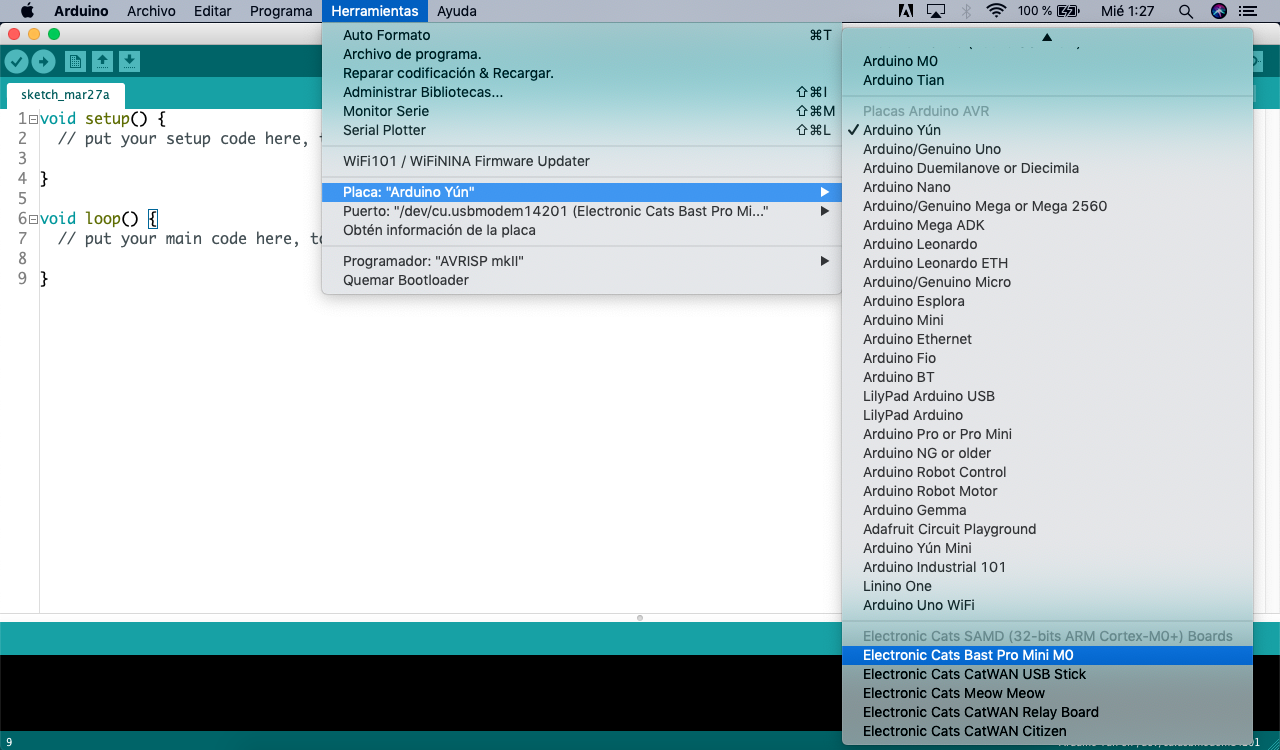 Arduino Archivo Editar Programa Herramientas Ayuda 100 % Mié 1:27
sketch_mar27a
1 void setup() {
2 // put your setup code here,
3
4 }
5
6 void loop() {
7 // put your main code here, to
8
9 }
Auto Formato ⌘T
Archivo de programa.
Reparar codificación & Recargar.
Administrar Bibliotecas... ⇧⌘I
Monitor Serie ⇧⌘M
Serial Plotter ⇧⌘L
WiFi101 / WiFiNINA Firmware Updater
Placa: "Arduino Yún"
Puerto: "/dev/cu.usbmodem14201 (Electronic Cats Bast Pro Mi..."
Obtén información de la placa
Programador: "AVRISP mkII"
Quemar Bootloader
Arduino M0
Arduino Tian
Placas Arduino AVR
✓ Arduino Yún
Arduino/Genuino Uno
Arduino Duemilanove or Diecimila
Arduino Nano
Arduino/Genuino Mega or Mega 2560
Arduino Mega ADK
Arduino Leonardo
Arduino Leonardo ETH
Arduino/Genuino Micro
Arduino Esplora
Arduino Mini
Arduino Ethernet
Arduino Fio
Arduino BT
LilyPad Arduino USB
LilyPad Arduino
Arduino Pro or Pro Mini
Arduino NG or older
Arduino Robot Control
Arduino Robot Motor
Arduino Gemma
Adafruit Circuit Playground
Arduino Yún Mini
Arduino Industrial 101
Linino One
Arduino Uno WiFi
Electronic Cats SAMD (32-bits ARM Cortex-M0+) Boards
Electronic Cats Bast Pro Mini M0
Electronic Cats CatWAN USB Stick
Electronic Cats Meow Meow
Electronic Cats CatWAN Relay Board
Electronic Cats CatWAN Citizen
9